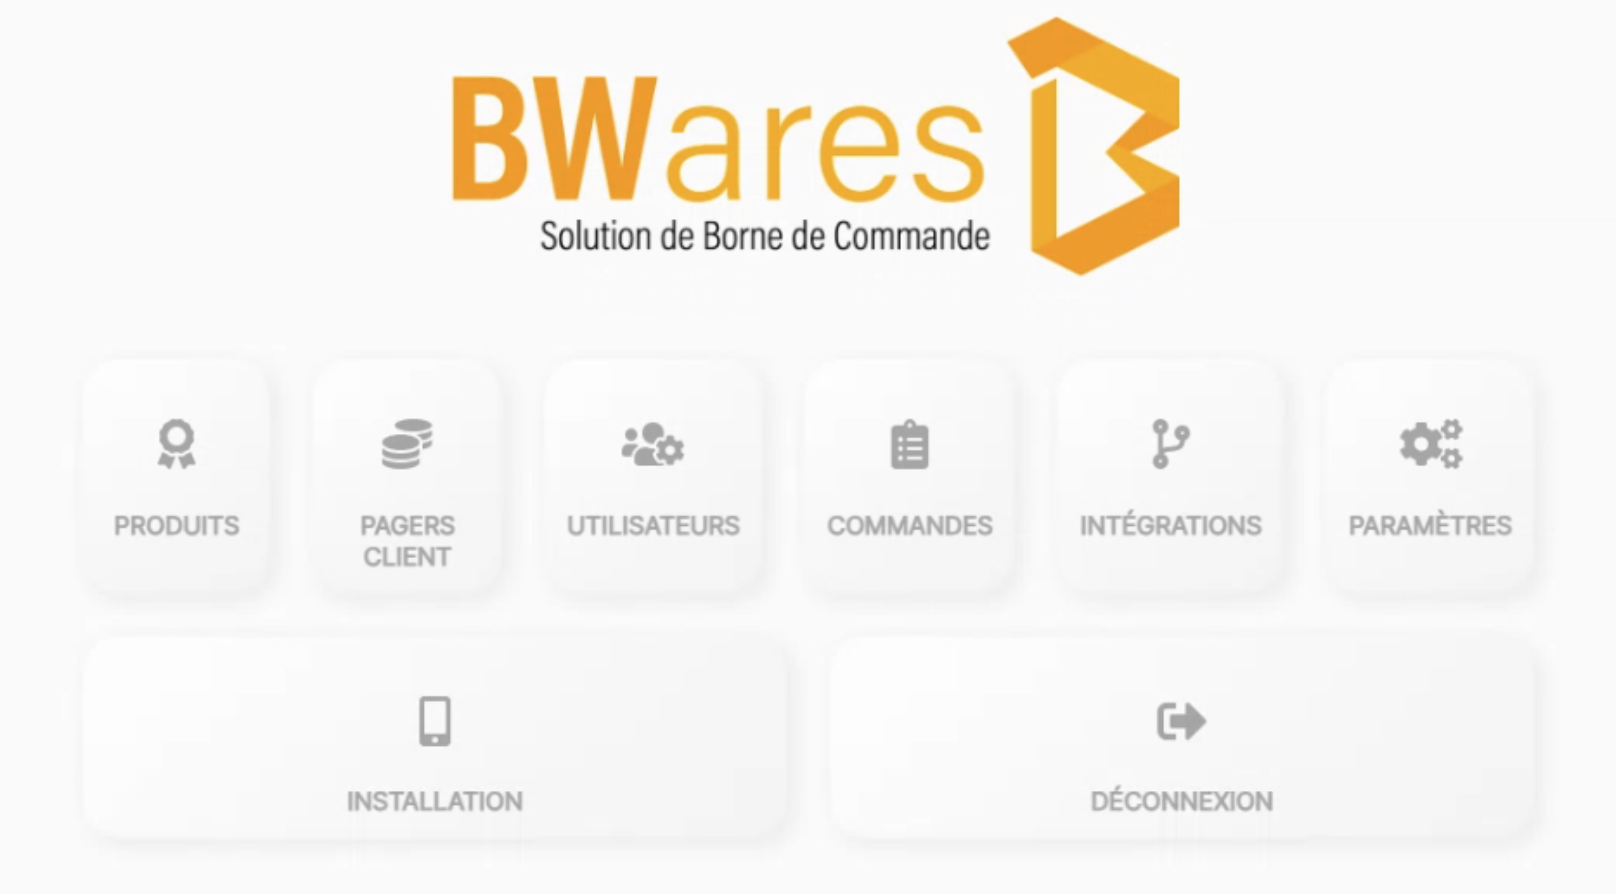 BWares
Solution de Borne de Commande
PRODUITS
PAGERS
CLIENT
UTILISATEURS
COMMANDES
INTÉGRATIONS
PARAMÈTRES
INSTALLATION
DÉCONNEXION